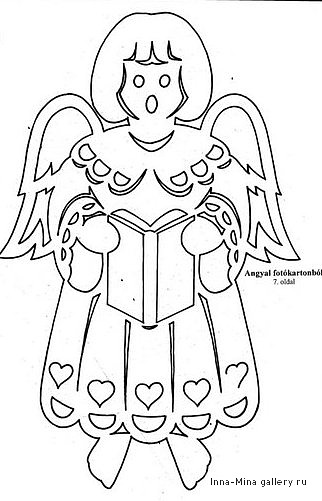 Angyal fotókartonból
7. oldal
Inna-Mina gallery ru